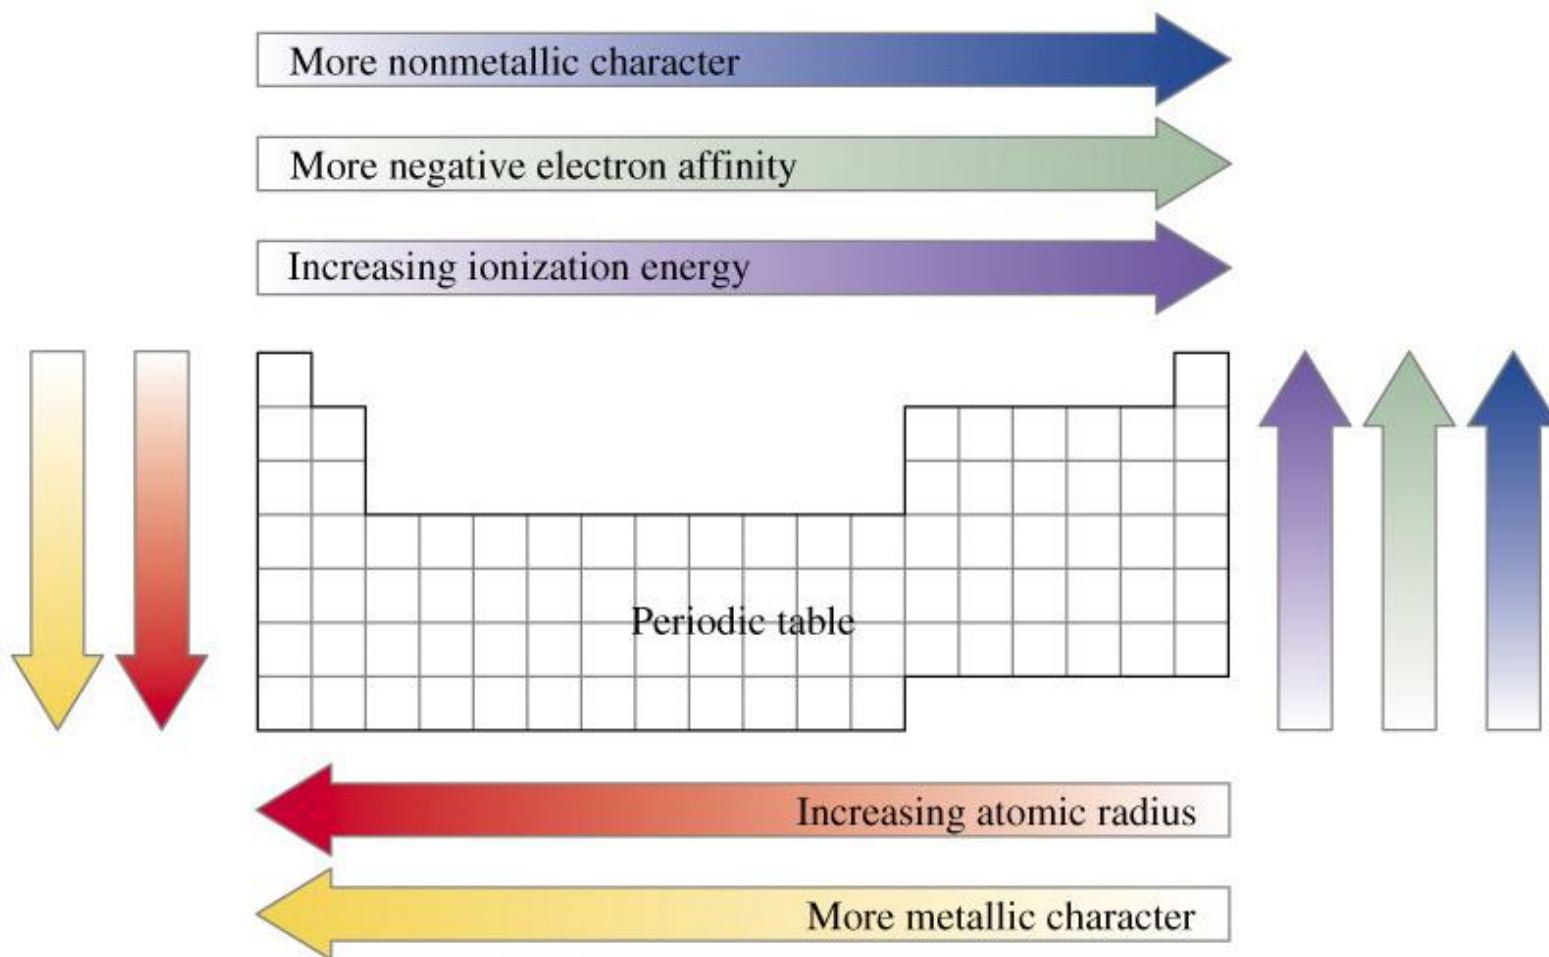 More nonmetallic character
More negative electron affinity
Increasing ionization energy
Periodic table
Increasing atomic radius
More metallic character